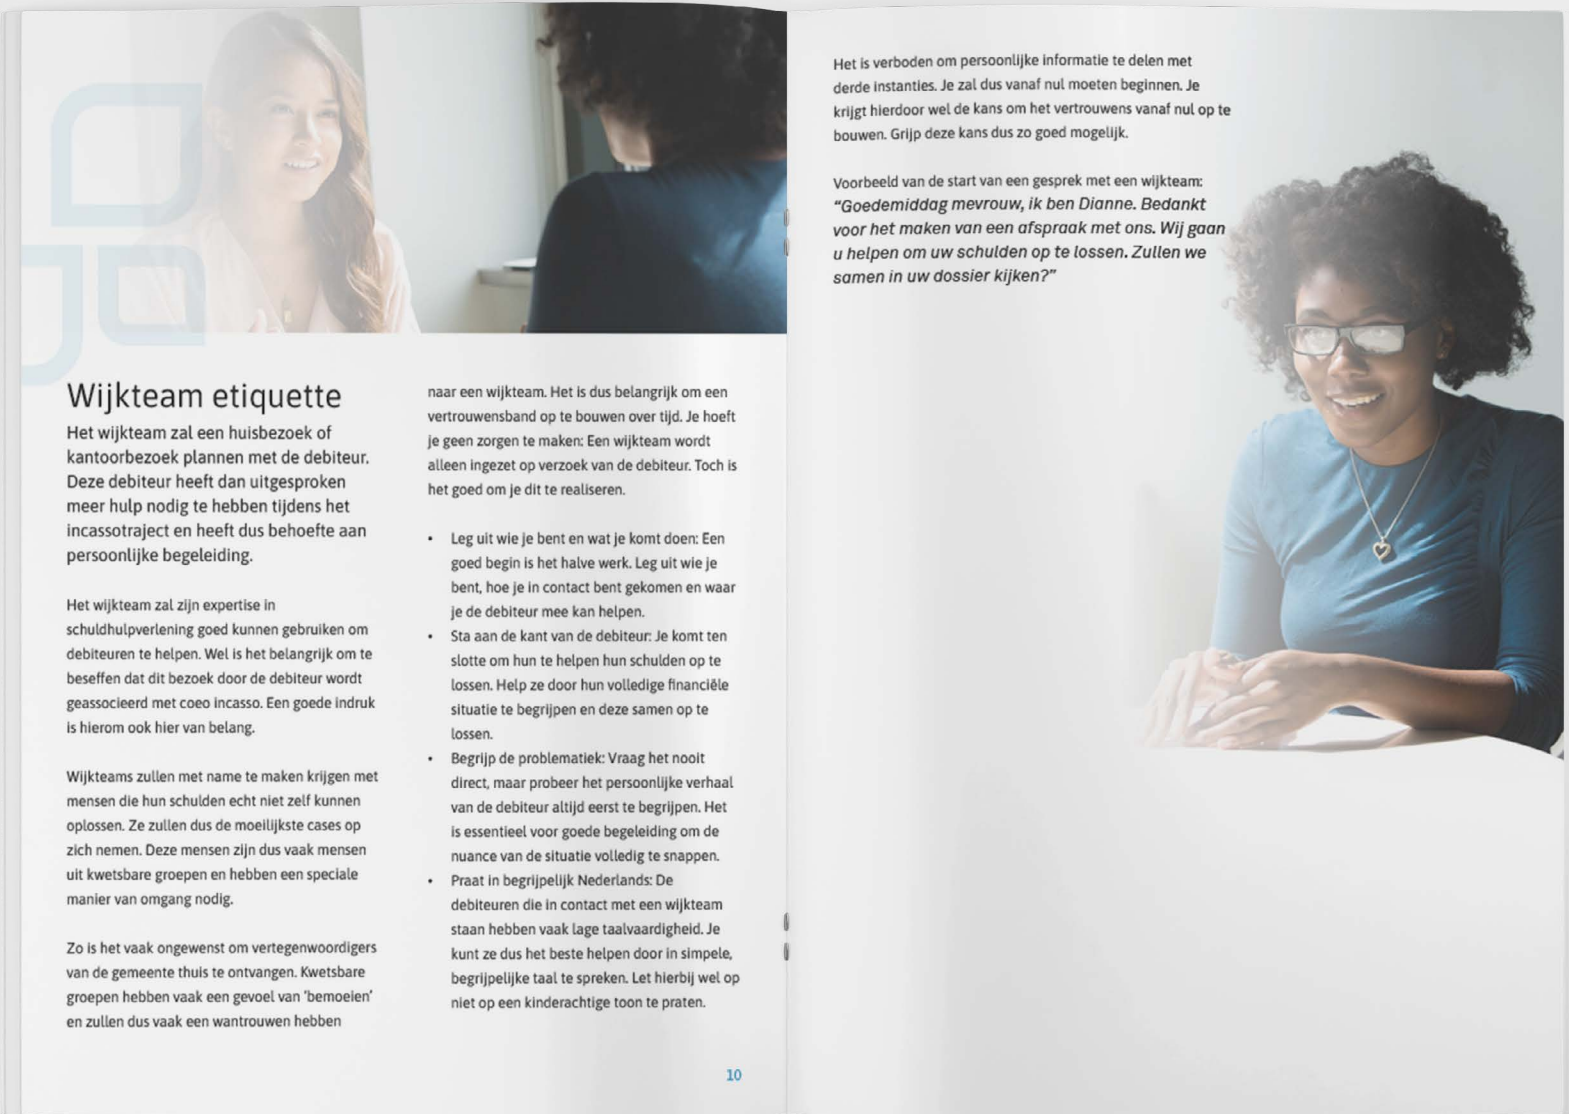 Wijkteam etiquette
Het wijkteam zal een huisbezoek of
kantoorbezoek plannen met de debiteur.
Deze debiteur heeft dan uitgesproken
meer hulp nodig te hebben tijdens het
incassotraject en heeft dus behoefte aan
persoonlijke begeleiding.
Het wijkteam zal zijn expertise in
schuldhulpverlening goed kunnen gebruiken om
debiteuren te helpen. Wel is het belangrijk om te
beseffen dat dit bezoek door de debiteur wordt
geassocieerd met coeo incasso. Een goede indruk
is hierom ook hier van belang.
Wijkteams zullen met name te maken krijgen met
mensen die hun schulden echt niet zelf kunnen
oplossen. Ze zullen dus de moeilijkste cases op
zich nemen. Deze mensen zijn dus vaak mensen
uit kwetsbare groepen en hebben een speciale
manier van omgang nodig.
Zo is het vaak ongewenst om vertegenwoordigers
van de gemeente thuis te ontvangen. Kwetsbare
groepen hebben vaak een gevoel van ‘bemoeien’
en zullen dus vaak een wantrouwen hebben
naar een wijkteam. Het is dus belangrijk om een
vertrouwensband op te bouwen over tijd. Je hoeft
je geen zorgen te maken: Een wijkteam wordt
alleen ingezet op verzoek van de debiteur. Toch is
het goed om je dit te realiseren.
• Leg uit wie je bent en wat je komt doen: Een
goed begin is het halve werk. Leg uit wie je
bent, hoe je in contact bent gekomen en waar
je de debiteur mee kan helpen.
• Sta aan de kant van de debiteur: Je komt ten
slotte om hun te helpen hun schulden op te
lossen. Help ze door hun volledige financiële
situatie te begrijpen en deze samen op te
lossen.
• Begrijp de problematiek: Vraag het nooit
direct, maar probeer het persoonlijke verhaal
van de debiteur altijd eerst te begrijpen. Het
is essentieel voor goede begeleiding om de
nuance van de situatie volledig te snappen.
• Praat in begrijpelijk Nederlands: De
debiteuren die in contact met een wijkteam
staan hebben vaak lage taalvaardigheid. Je
kunt ze dus het beste helpen door in simpele,
begrijpelijke taal te spreken. Let hierbij wel op
niet op een kinderachtige toon te praten.
10
Het is verboden om persoonlijke informatie te delen met
derde instanties. Je zal dus vanaf nul moeten beginnen. Je
krijgt hierdoor wel de kans om het vertrouwens vanaf nul op te
bouwen. Grijp deze kans dus zo goed mogelijk.
Voorbeeld van de start van een gesprek met een wijkteam:
“Goedemiddag mevrouw, ik ben Dianne. Bedankt
voor het maken van een afspraak met ons. Wij gaan
u helpen om uw schulden op te lossen. Zullen we
samen in uw dossier kijken?”